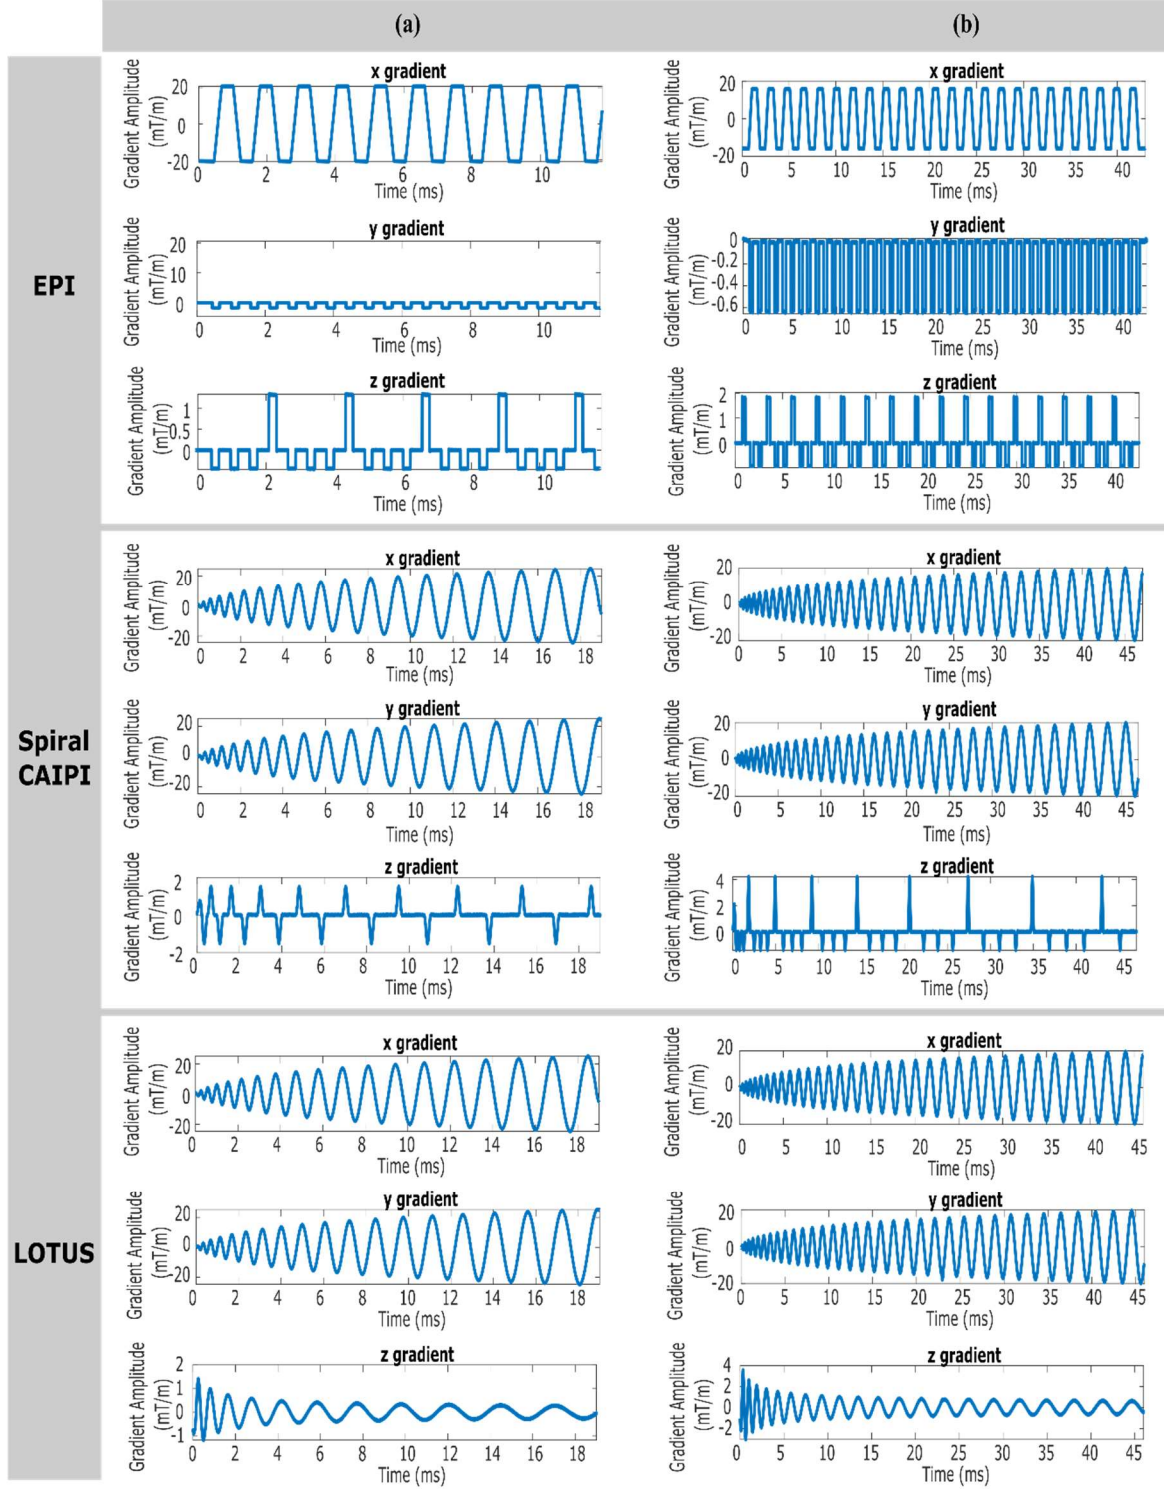 (a) (b)
EPI
x gradient
Gradient Amplitude
(mT/m)
20
0
-20
0 2 4 6 8 10
Time (ms)
x gradient
Gradient Amplitude
(mT/m)
20
0
-20
0 5 10 15 20 25 30 35 40
Time (ms)
y gradient
Gradient Amplitude
(mT/m)
20
10
0
0 2 4 6 8 10
Time (ms)
y gradient
Gradient Amplitude
(mT/m)
0
-0.2
-0.4
-0.6
0 5 10 15 20 25 30 35 40
Time (ms)
z gradient
Gradient Amplitude
(mT/m)
1
0.5
0
0 2 4 6 8 10
Time (ms)
z gradient
Gradient Amplitude
(mT/m)
2
1
0
0 5 10 15 20 25 30 35 40
Time (ms)
Spiral
CAIPI
x gradient
Gradient Amplitude
(mT/m)
20
0
-20
0 2 4 6 8 10 12 14 16 18
Time (ms)
x gradient
Gradient Amplitude
(mT/m)
20
0
-20
0 5 10 15 20 25 30 35 40 45
Time (ms)
y gradient
Gradient Amplitude
(mT/m)
20
0
-20
0 2 4 6 8 10 12 14 16 18
Time (ms)
y gradient
Gradient Amplitude
(mT/m)
20
0
-20
0 5 10 15 20 25 30 35 40 45
Time (ms)
z gradient
Gradient Amplitude
(mT/m)
2
0
-2
0 2 4 6 8 10 12 14 16 18
Time (ms)
z gradient
Gradient Amplitude
(mT/m)
4
2
0
0 5 10 15 20 25 30 35 40 45
Time (ms)
LOTUS
x gradient
Gradient Amplitude
(mT/m)
20
0
-20
0 2 4 6 8 10 12 14 16 18
Time (ms)
x gradient
Gradient Amplitude
(mT/m)
20
0
-20
0 5 10 15 20 25 30 35 40 45
Time (ms)
y gradient
Gradient Amplitude
(mT/m)
20
0
-20
0 2 4 6 8 10 12 14 16 18
Time (ms)
y gradient
Gradient Amplitude
(mT/m)
20
0
-20
0 5 10 15 20 25 30 35 40 45
Time (ms)
z gradient
Gradient Amplitude
(mT/m)
2
1
0
-1
0 2 4 6 8 10 12 14 16 18
Time (ms)
z gradient
Gradient Amplitude
(mT/m)
4
2
0
-2
0 5 10 15 20 25 30 35 40 45
Time (ms)